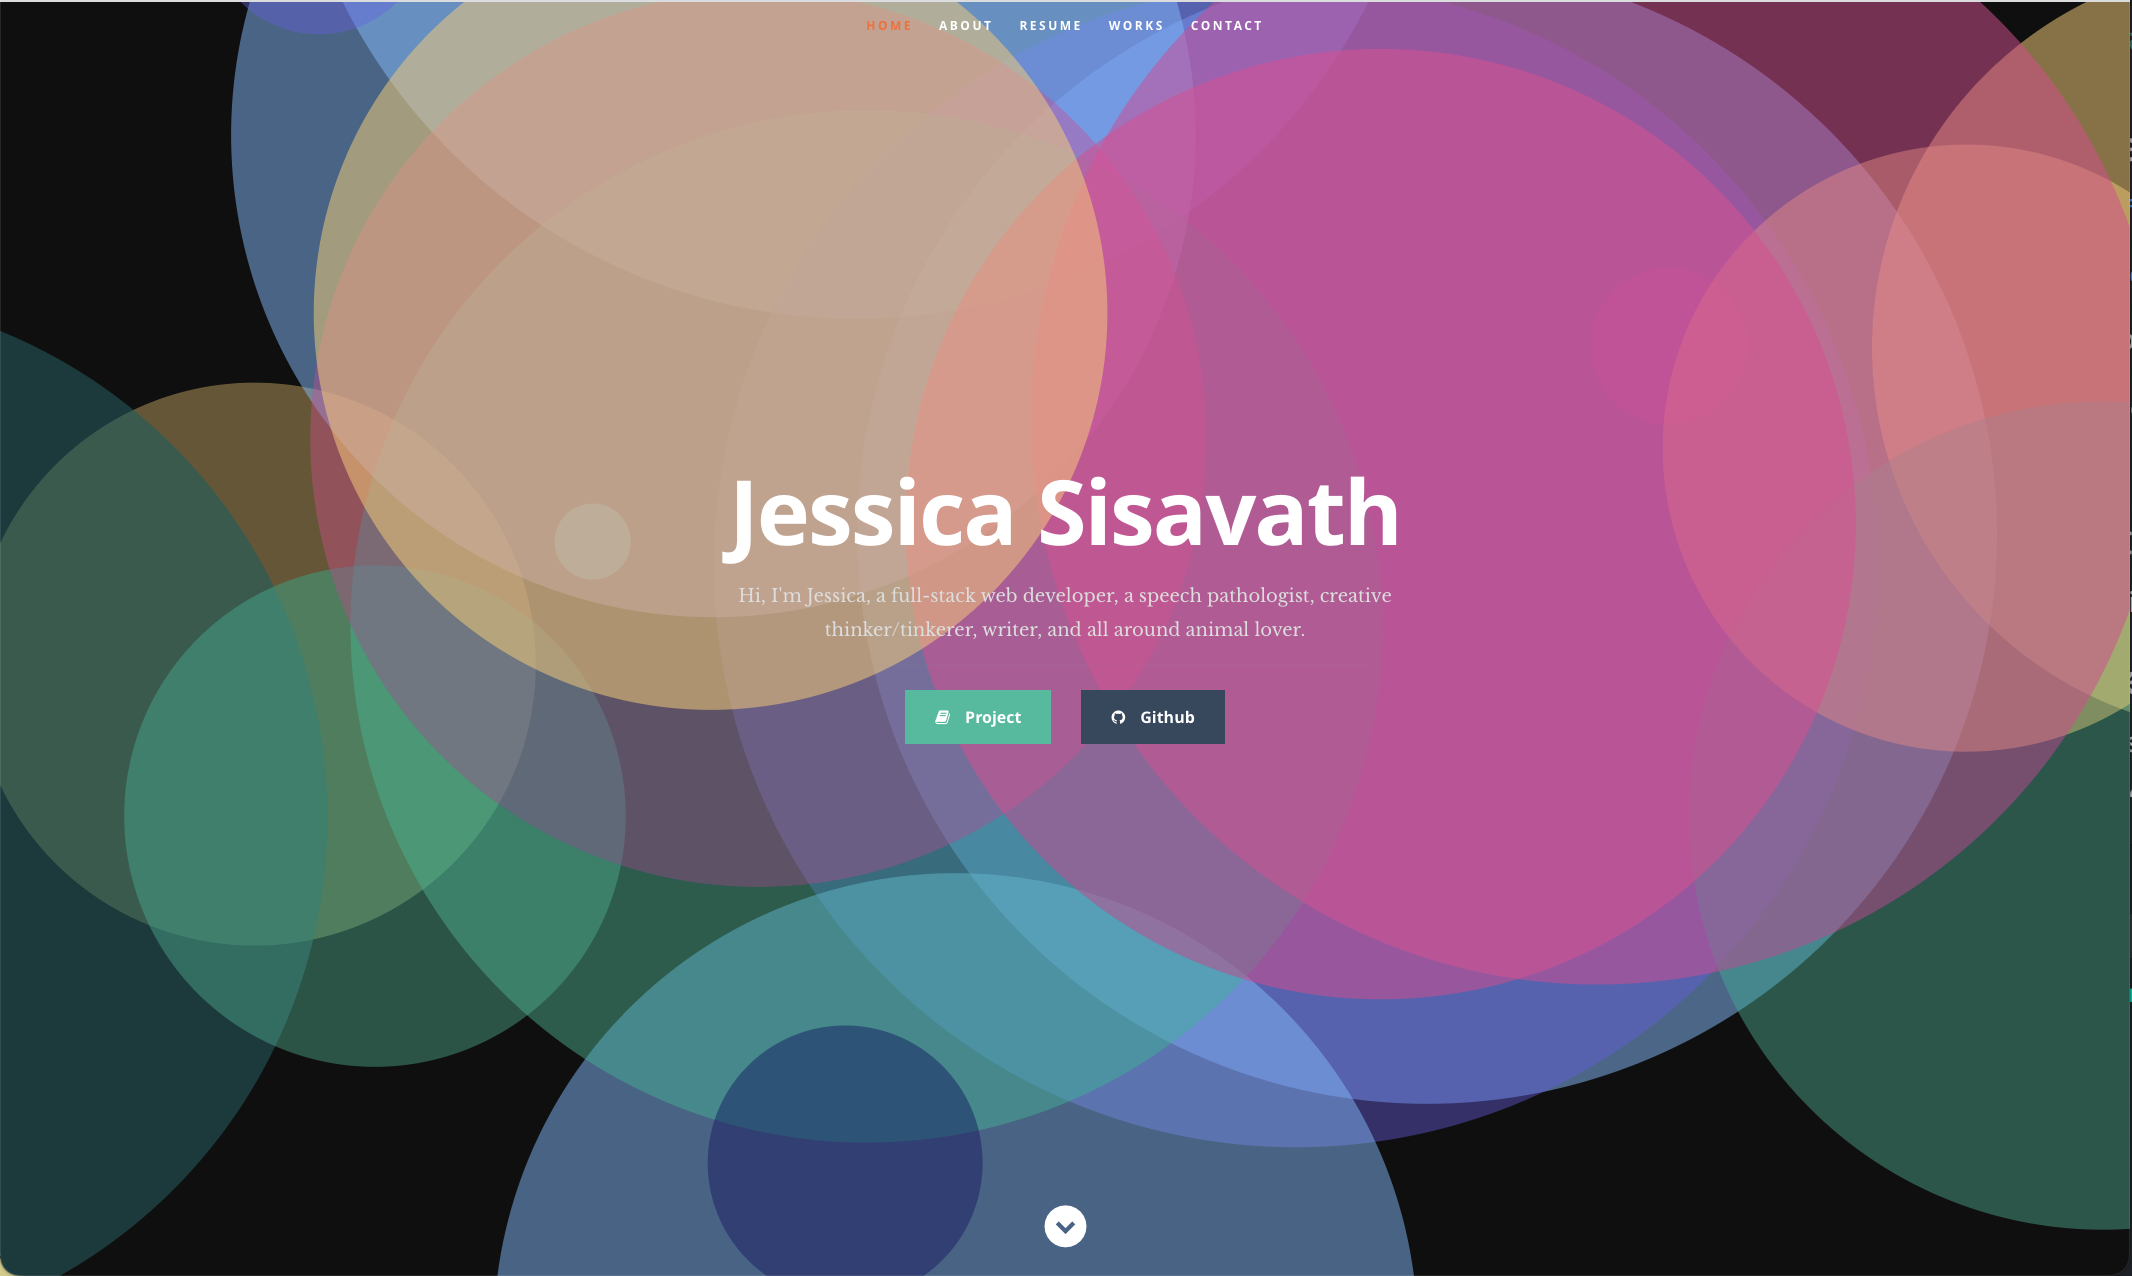 HOME ABOUT RESUME WORKS CONTACT
Jessica Sisavath
Hi, I'm Jessica, a full-stack web developer, a speech pathologist, creative
thinker/tinkerer, writer, and all around animal lover.
Project Github